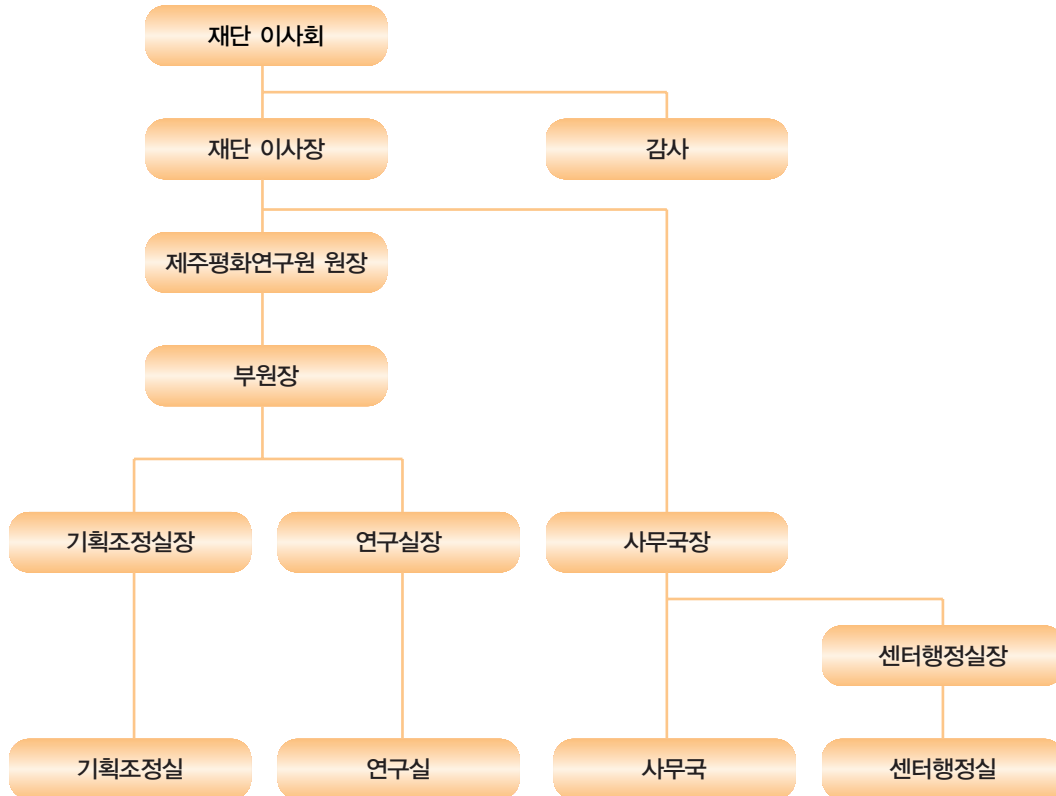 재단 이사회
재단 이사장
감사
제주평화연구원 원장
부원장
기획조정실장
연구실장
사무국장
센터행정실장
기획조정실
연구실
사무국
센터행정실